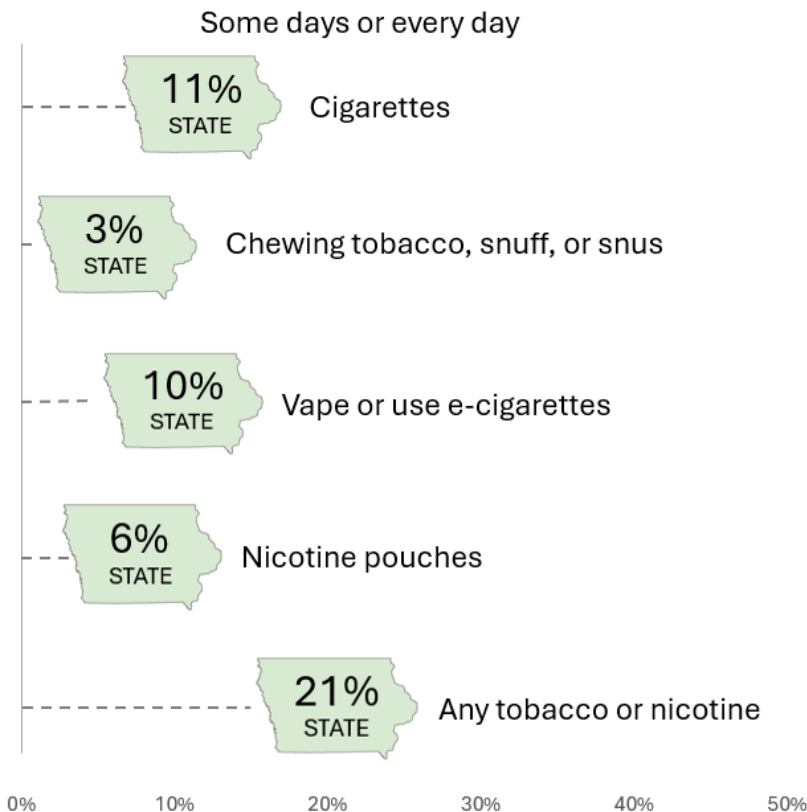 Some days or every day
11%
STATE
Cigarettes
3%
STATE
Chewing tobacco, snuff, or snus
10%
STATE
Vape or use e-cigarettes
6%
STATE
Nicotine pouches
21%
STATE
Any tobacco or nicotine
0% 10% 20% 30% 40% 50%